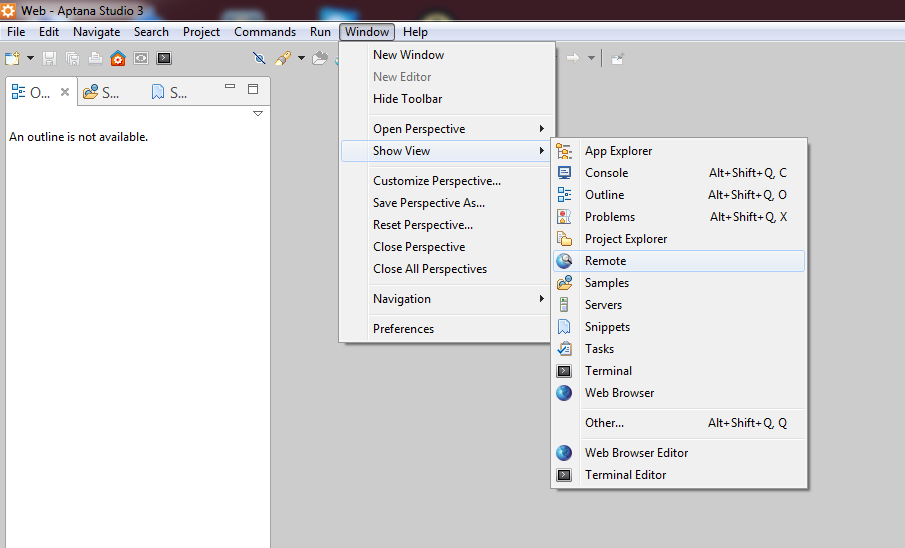 Web - Aptana Studio 3
File Edit Navigate Search Project Commands Run Window Help
O... S... S...
An outline is not available.
New Window
New Editor
Hide Toolbar
Open Perspective
Show View
Customize Perspective...
Save Perspective As...
Reset Perspective...
Close Perspective
Close All Perspectives
Navigation
Preferences
App Explorer
Console Alt+Shift+Q, C
Outline Alt+Shift+Q, O
Problems Alt+Shift+Q, X
Project Explorer
Remote
Samples
Servers
Snippets
Tasks
Terminal
Web Browser
Other... Alt+Shift+Q, Q
Web Browser Editor
Terminal Editor